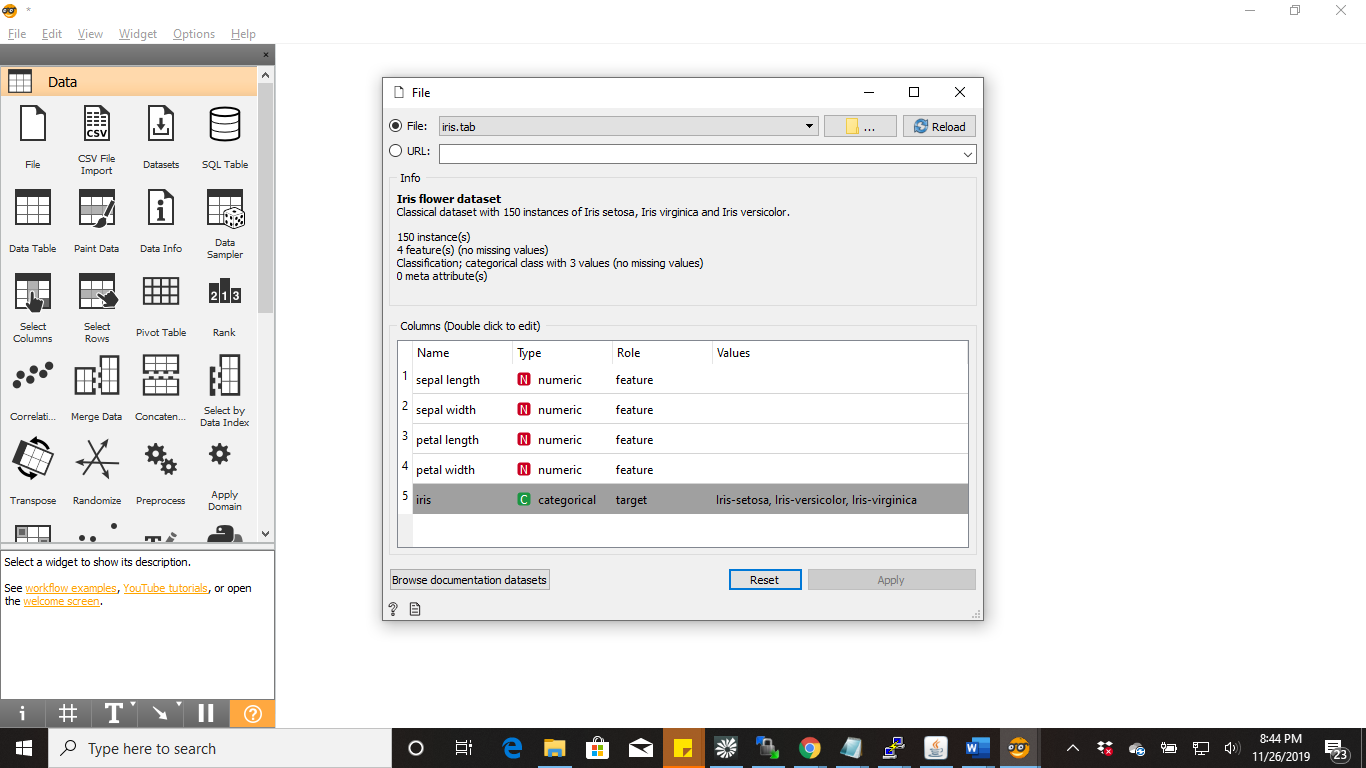 *
File Edit View Widget Options Help
×
Data
File
CSV
CSV File Import
Datasets
SQL Table
Data Table
Paint Data
Data Info
Data Sampler
Select Columns
Select Rows
Pivot Table
2 1 3
Rank
Correlati...
Merge Data
Concaten...
Select by Data Index
Transpose
Randomize
Preprocess
Apply Domain
Select a widget to show its description.
See workflow examples, YouTube tutorials, or open
the welcome screen.
i # T ?
File
File: iris.tab ... Reload
URL:
Info
Iris flower dataset
Classical dataset with 150 instances of Iris setosa, Iris virginica and Iris versicolor.
150 instance(s)
4 feature(s) (no missing values)
Classification; categorical class with 3 values (no missing values)
0 meta attribute(s)
Columns (Double click to edit)
Name Type Role Values
1 sepal length N numeric feature
2 sepal width N numeric feature
3 petal length N numeric feature
4 petal width N numeric feature
5 iris C categorical target Iris-setosa, Iris-versicolor, Iris-virginica
Browse documentation datasets Reset Apply
?
Type here to search
8:44 PM
11/26/2019
23